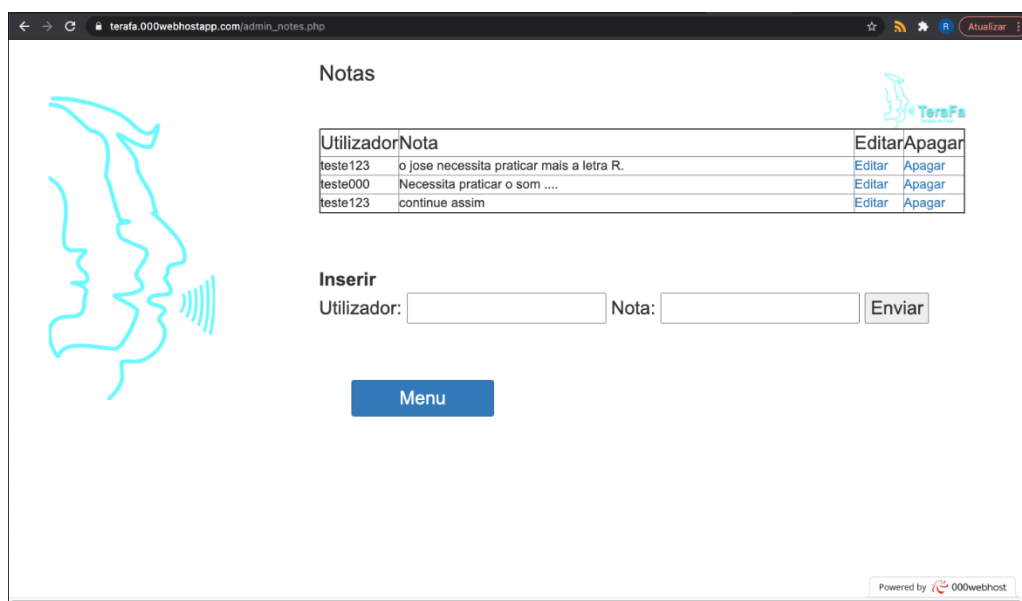 terafa.000webhostapp.com/admin_notes.php
R
Atualizar
Notas
TeraFa
Utilizador Nota Editar Apagar
teste123 o jose necessita praticar mais a letra R. Editar Apagar
teste000 Necessita praticar o som .... Editar Apagar
teste123 continue assim Editar Apagar
Inserir
Utilizador: Nota: Enviar
Menu
Powered by 000webhost